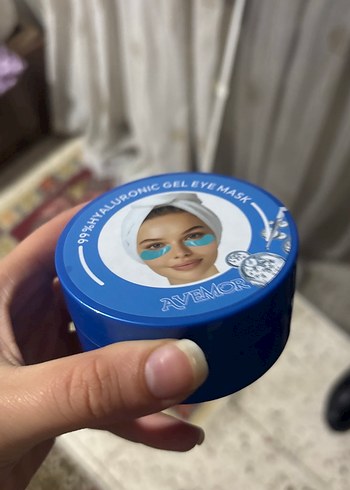 99%HYALURONIC GEL EYE MASK
AVEMOR